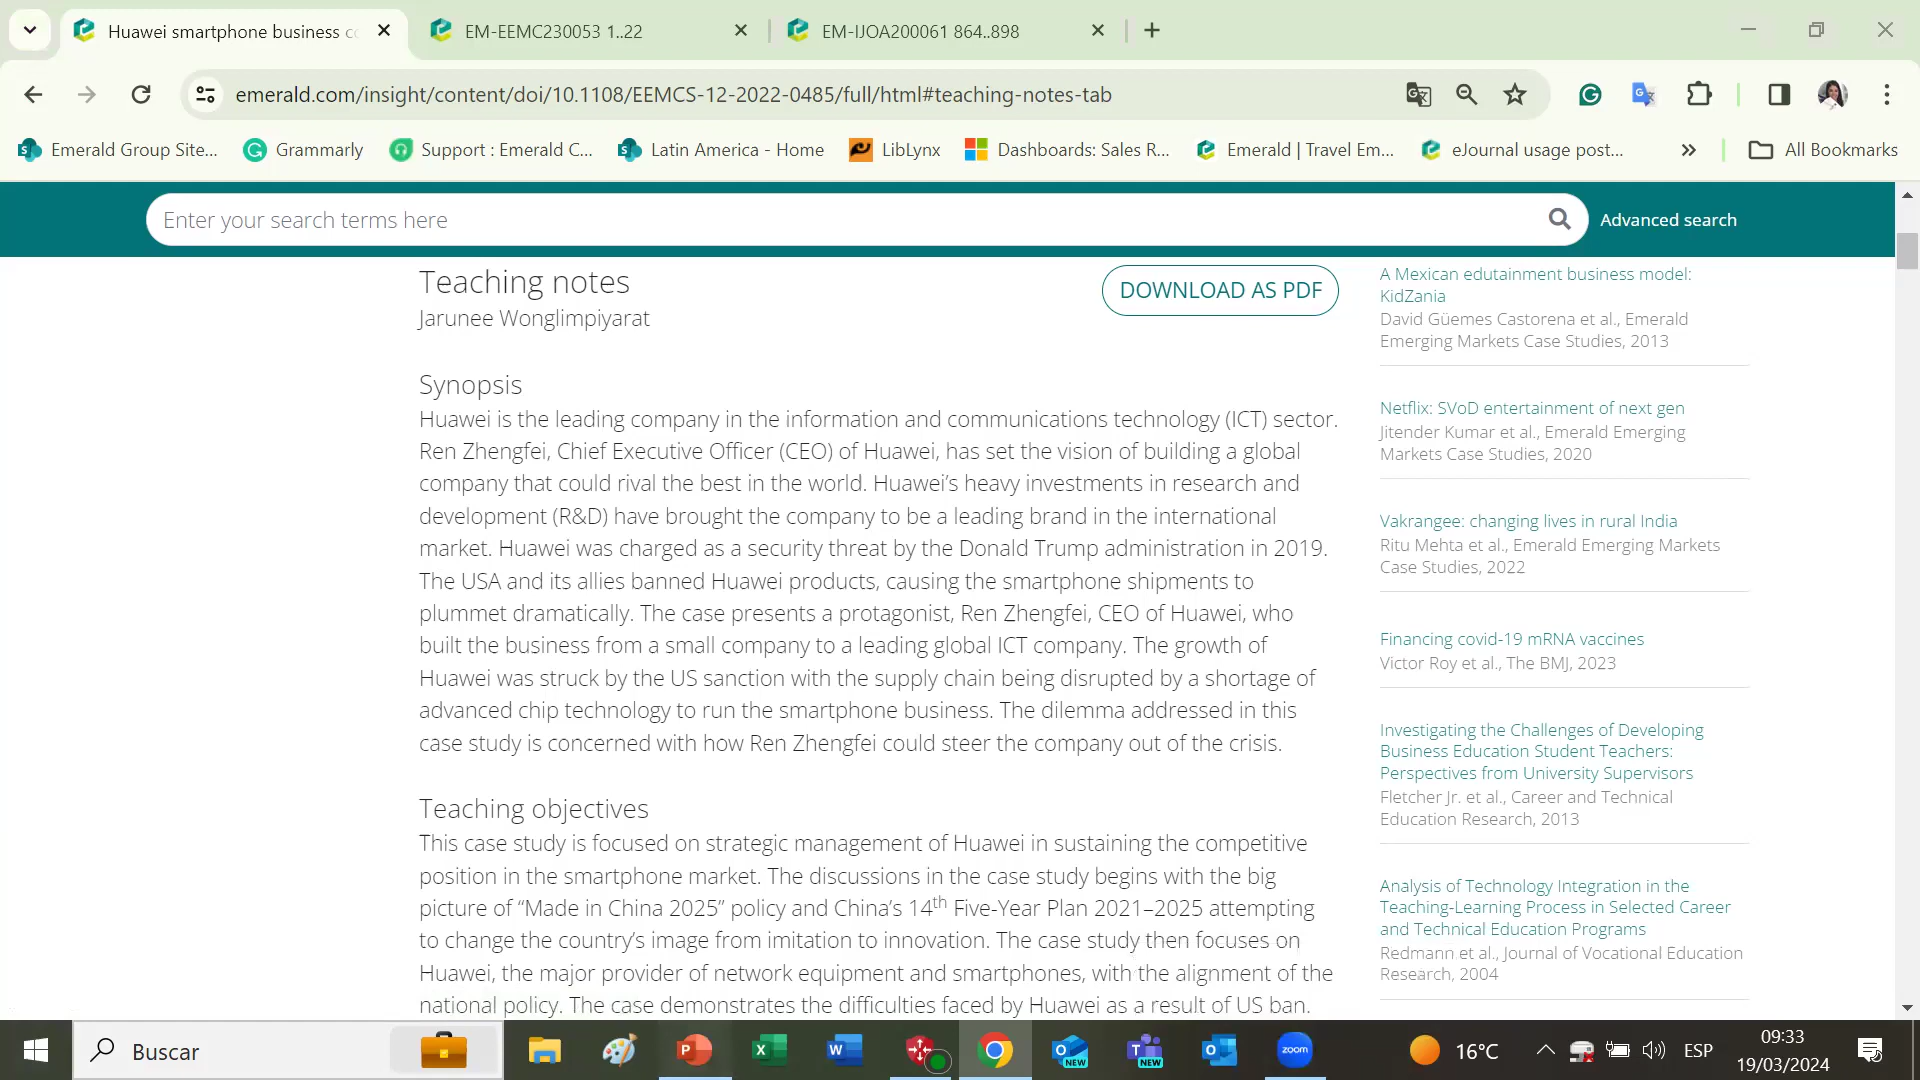 Huawei smartphone business c
EM-EEMC230053 1..22
EM-IJOA200061 864..898
emerald.com/insight/content/doi/10.1108/EEMCS-12-2022-0485/full/html#teaching-notes-tab
Emerald Group Site...
Grammarly
Support : Emerald C...
Latin America - Home
LibLynx
Dashboards: Sales R...
Emerald | Travel Em...
eJournal usage post...
All Bookmarks
Enter your search terms here
Advanced search
Teaching notes
DOWNLOAD AS PDF
Jarunee Wonglimpiyarat
Synopsis
Huawei is the leading company in the information and communications technology (ICT) sector.
Ren Zhengfei, Chief Executive Officer (CEO) of Huawei, has set the vision of building a global
company that could rival the best in the world. Huawei’s heavy investments in research and
development (R&D) have brought the company to be a leading brand in the international
market. Huawei was charged as a security threat by the Donald Trump administration in 2019.
The USA and its allies banned Huawei products, causing the smartphone shipments to
plummet dramatically. The case presents a protagonist, Ren Zhengfei, CEO of Huawei, who
built the business from a small company to a leading global ICT company. The growth of
Huawei was struck by the US sanction with the supply chain being disrupted by a shortage of
advanced chip technology to run the smartphone business. The dilemma addressed in this
case study is concerned with how Ren Zhengfei could steer the company out of the crisis.
Teaching objectives
This case study is focused on strategic management of Huawei in sustaining the competitive
position in the smartphone market. The discussions in the case study begins with the big
picture of “Made in China 2025” policy and China’s 14th Five-Year Plan 2021–2025 attempting
to change the country’s image from imitation to innovation. The case study then focuses on
Huawei, the major provider of network equipment and smartphones, with the alignment of the
national policy. The case demonstrates the difficulties faced by Huawei as a result of US ban.
A Mexican edutainment business model:
KidZania
David Güemes Castorena et al., Emerald
Emerging Markets Case Studies, 2013
Netflix: SVoD entertainment of next gen
Jitender Kumar et al., Emerald Emerging
Markets Case Studies, 2020
Vakrangee: changing lives in rural India
Ritu Mehta et al., Emerald Emerging Markets
Case Studies, 2022
Financing covid-19 mRNA vaccines
Victor Roy et al., The BMJ, 2023
Investigating the Challenges of Developing
Business Education Student Teachers:
Perspectives from University Supervisors
Fletcher Jr. et al., Career and Technical
Education Research, 2013
Analysis of Technology Integration in the
Teaching-Learning Process in Selected Career
and Technical Education Programs
Redmann et al., Journal of Vocational Education
Research, 2004
Buscar
NEW
NEW
zoom
16°C
ESP
09:33
19/03/2024